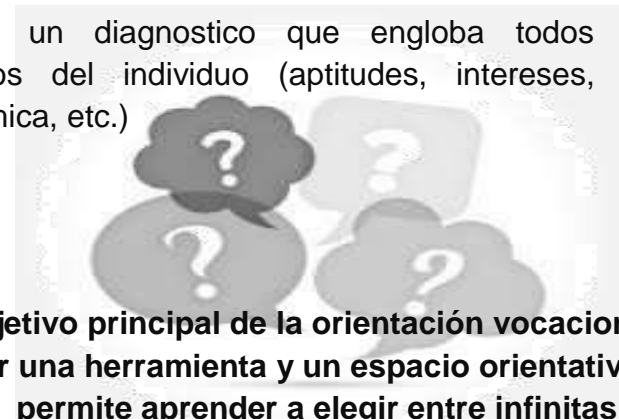 un diagnostico que engloba todos
os del individuo (aptitudes, intereses,
nica, etc.)
?
?
?
?
jetivo principal de la orientación vocacion
r una herramienta y un espacio orientativ
permite aprender a elegir entre infinitas